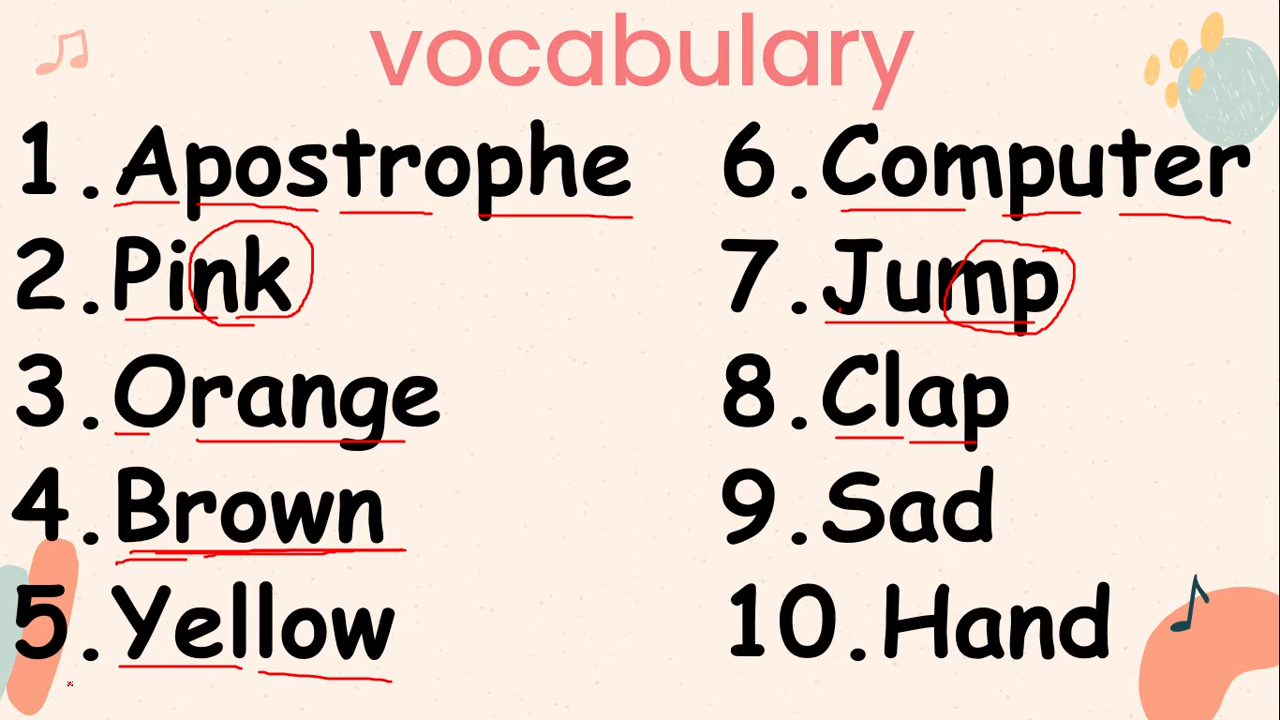 vocabulary
1.Apostrophe
2.Pink
3.Orange
4.Brown
5.Yellow
6.Computer
7.Jump
8.Clap
9.Sad
10.Hand